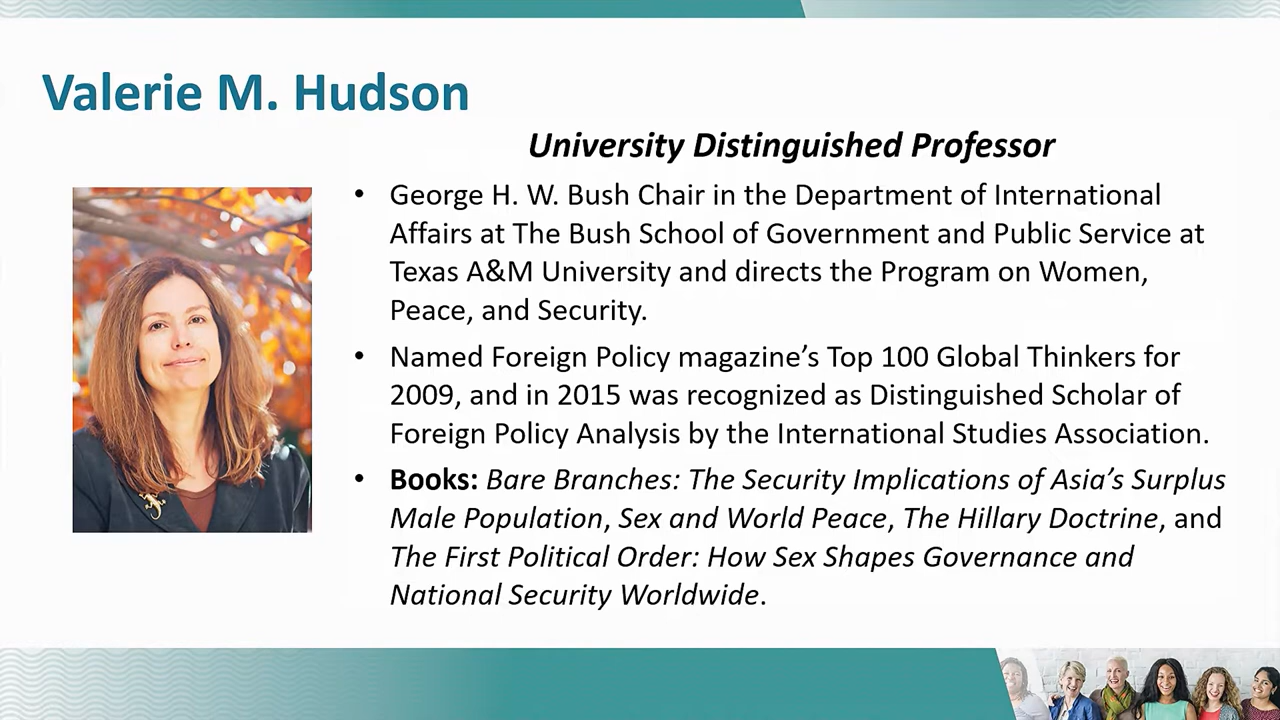 Valerie M. Hudson
University Distinguished Professor
• George H. W. Bush Chair in the Department of International
Affairs at The Bush School of Government and Public Service at
Texas A&M University and directs the Program on Women,
Peace, and Security.
• Named Foreign Policy magazine’s Top 100 Global Thinkers for
2009, and in 2015 was recognized as Distinguished Scholar of
Foreign Policy Analysis by the International Studies Association.
• Books: Bare Branches: The Security Implications of Asia’s Surplus
Male Population, Sex and World Peace, The Hillary Doctrine, and
The First Political Order: How Sex Shapes Governance and
National Security Worldwide.